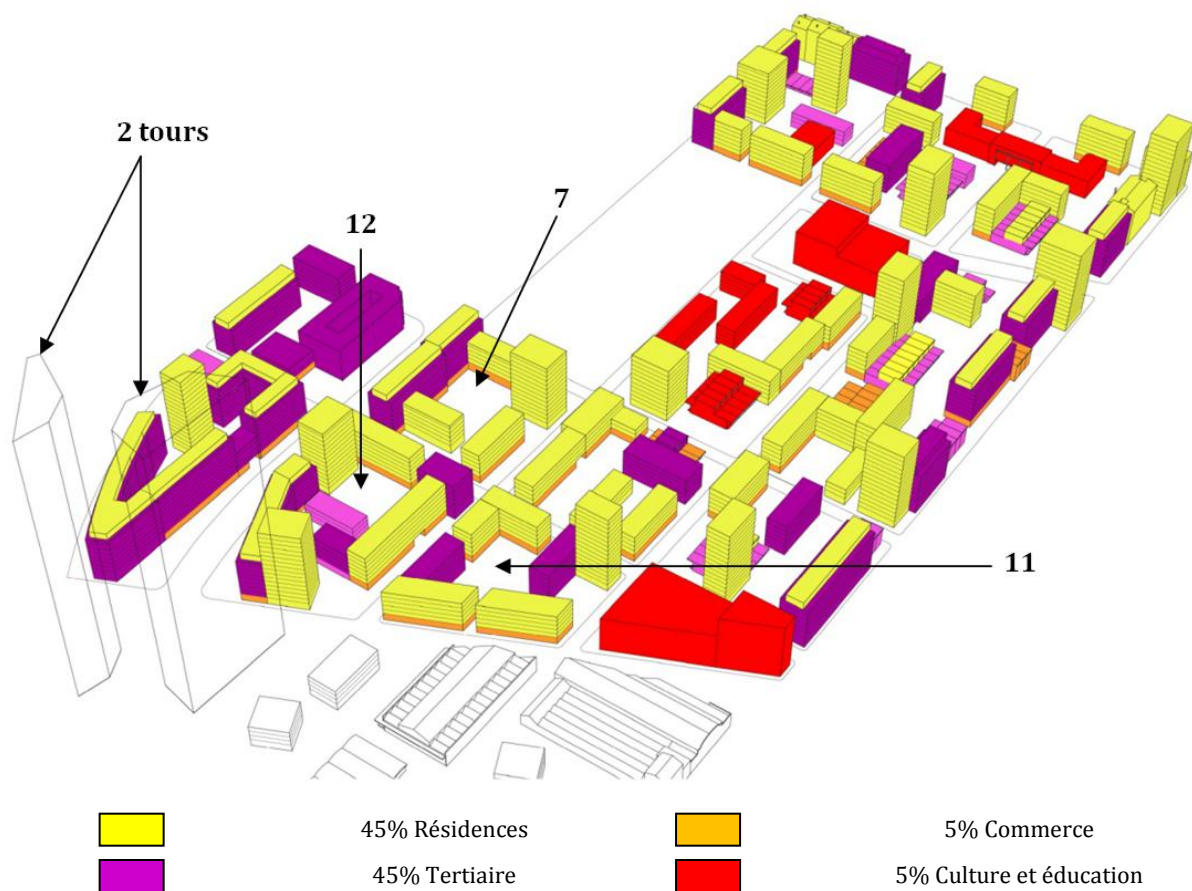 2 tours
7
12
11
45% Résidences
5% Commerce
45% Tertiaire
5% Culture et éducation